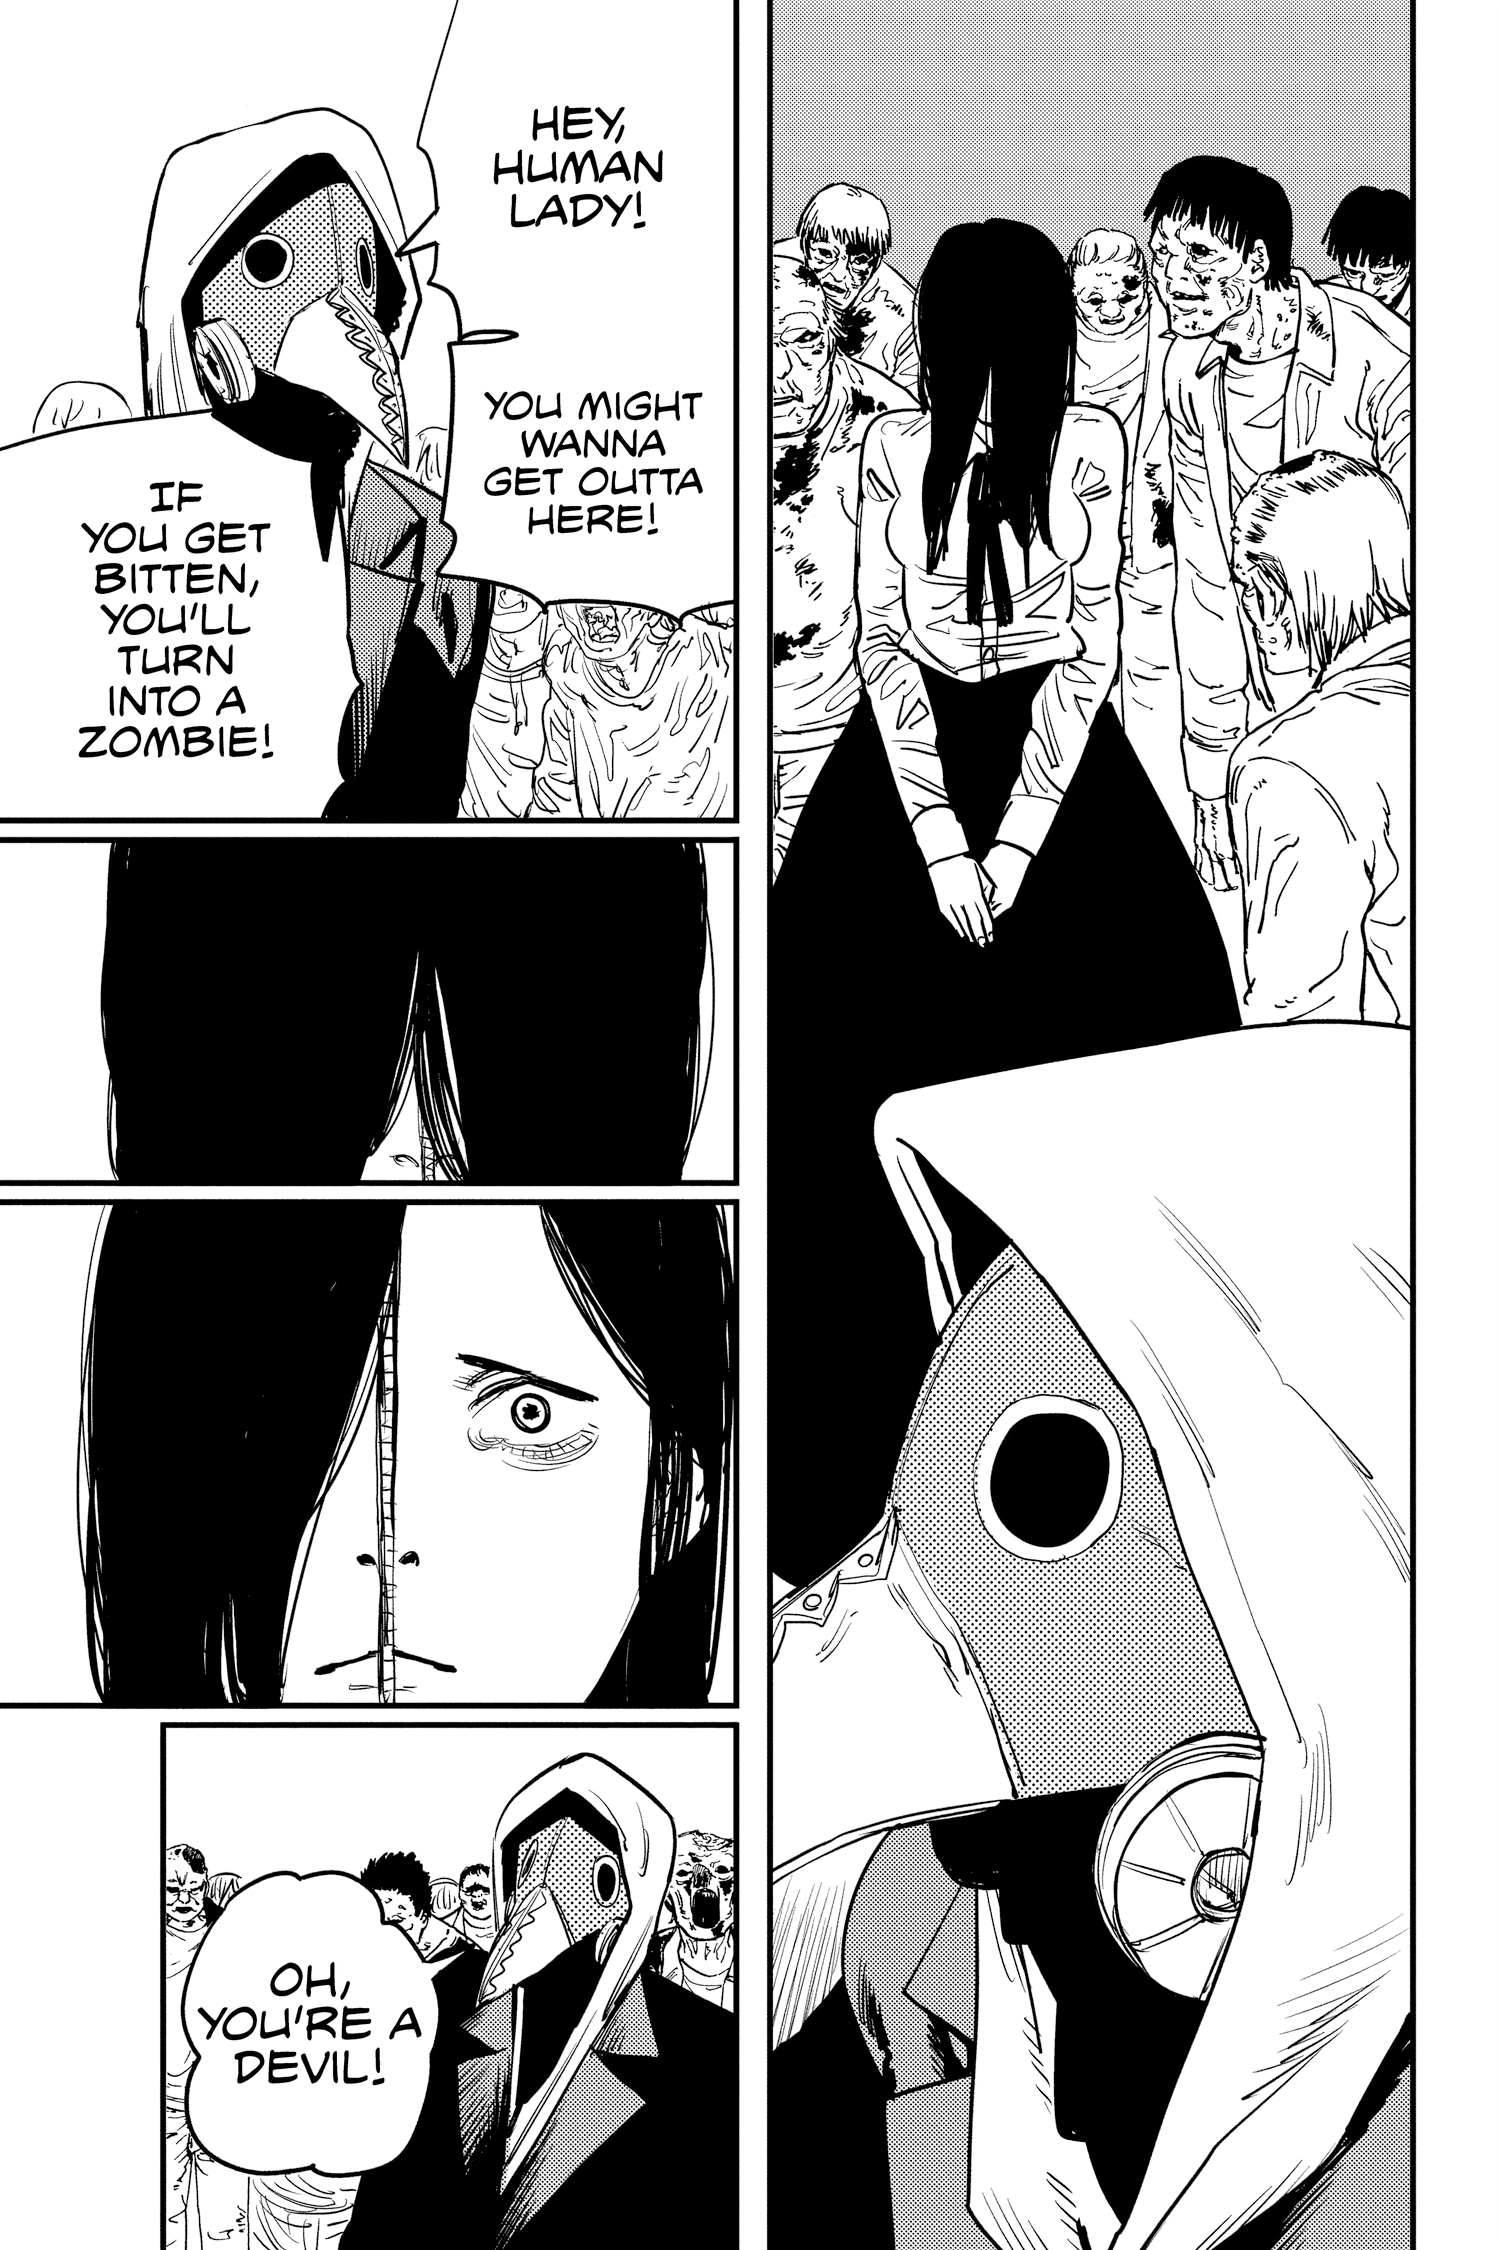 HEY,
HUMAN
LADY!
YOU MIGHT
WANNA
GET OUTTA
HERE!
IF
YOU GET
BITTEN,
YOU'LL
TURN
INTO A
ZOMBIE!
OH,
YOU'RE A
DEVIL!